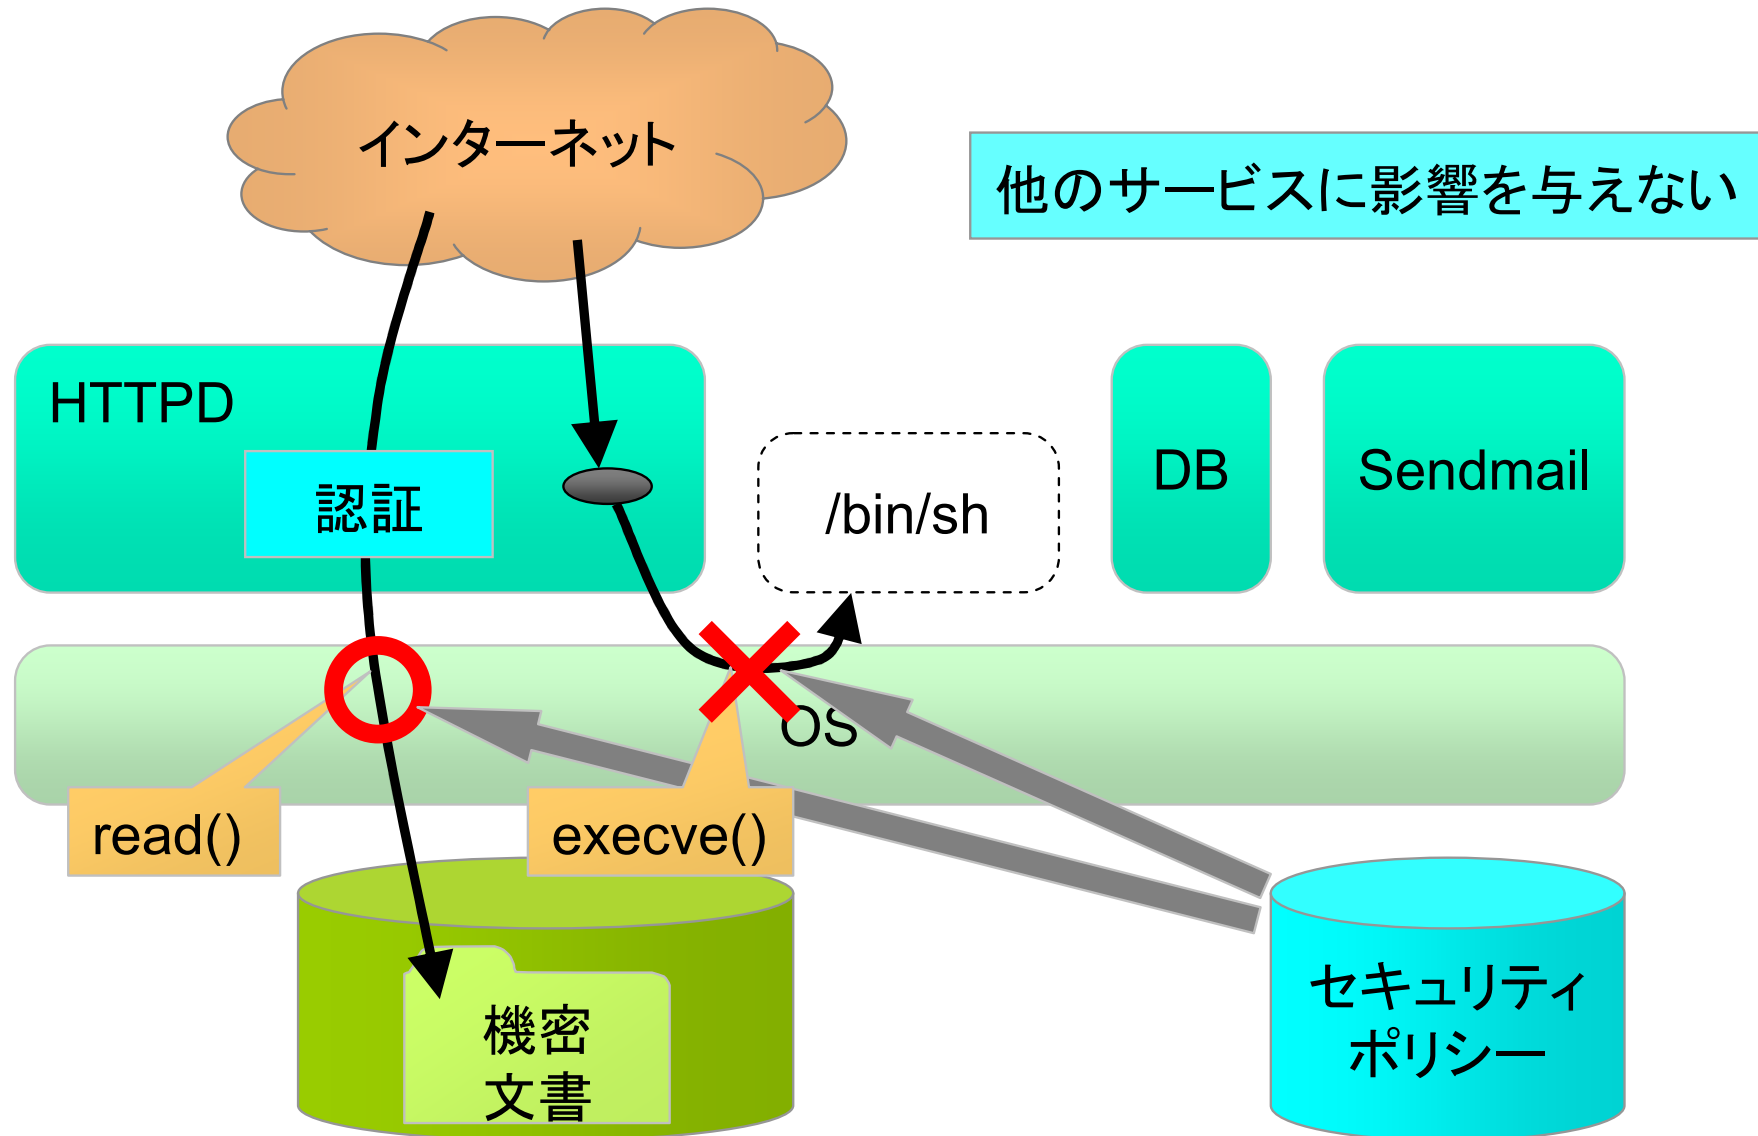 インターネット
他のサービスに影響を与えない
HTTPD
認証
/bin/sh
DB
Sendmail
OS
read()
execve()
機密
文書
セキュリティ
ポリシー